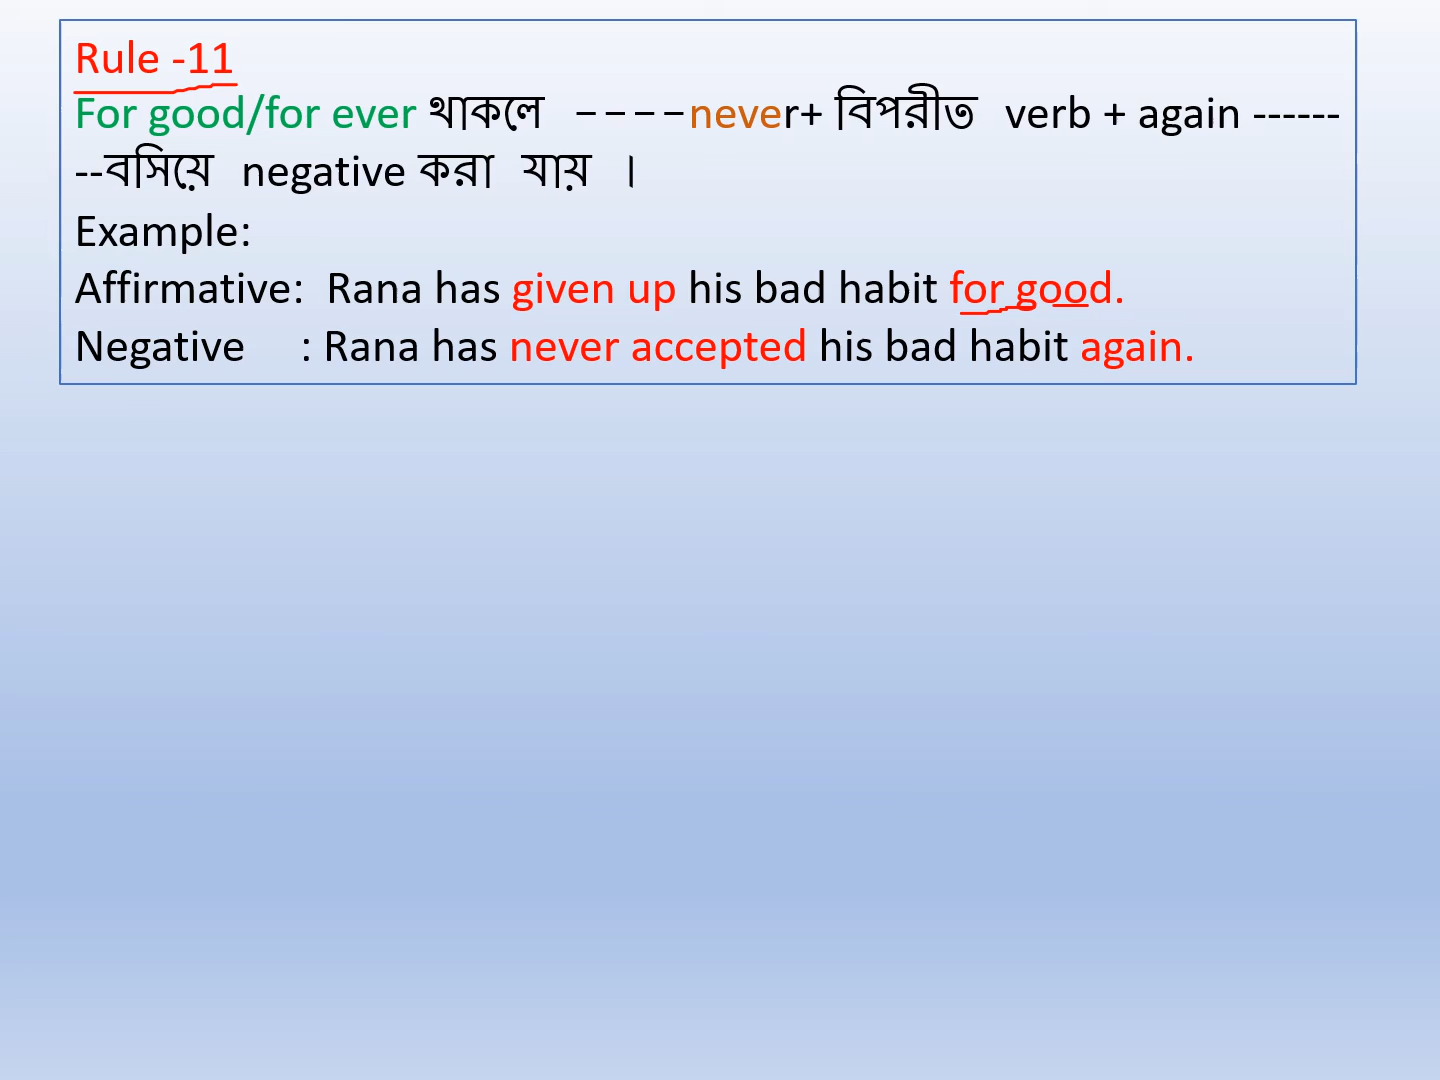 Rule -11
For good/for ever থাকলে ----never+ বিপরীত verb + again ------
--বসিয়ে negative করা যায় ।
Example:
Affirmative: Rana has given up his bad habit for good.
Negative : Rana has never accepted his bad habit again.